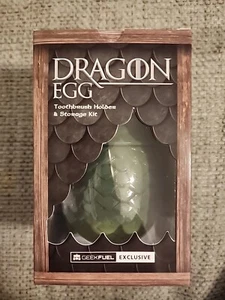 DRAGON
EGG
Toothbrush Holder
& Storage Kit
GEEKFUEL EXCLUSIVE